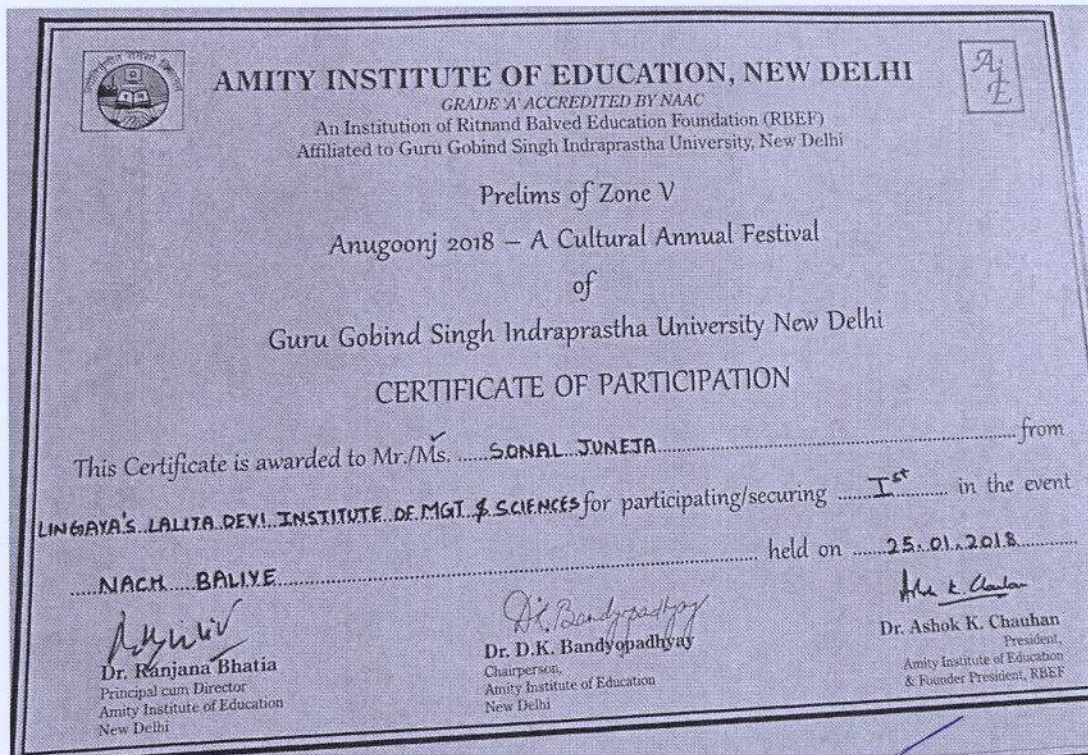 AMITY INSTITUTE OF EDUCATION, NEW DELHI
GRADE 'A' ACCREDITED BY NAAC
An Institution of Ritnand Balved Education Foundation (RBEF)
Affiliated to Guru Gobind Singh Indraprastha University, New Delhi
A
i
E
Prelims of Zone V
Anugoonj 2018 – A Cultural Annual Festival
of
Guru Gobind Singh Indraprastha University New Delhi
CERTIFICATE OF PARTICIPATION
This Certificate is awarded to Mr./Ms. ......SONAL JUNEJA...... from
LINGAYA'S LALITA DEVI INSTITUTE OF MGT & SCIENCES for participating/securing ......Ist...... in the event
......NACH BALIYE...... held on ......25.01.2018......
D.K. Bandyopadhyay
Dr. Ranjana Bhatia
Principal cum Director
Amity Institute of Education
New Delhi
Dr. D.K. Bandyopadhyay
Chairperson,
Amity Institute of Education
New Delhi
Dr. Ashok K. Chauhan
President,
Amity Institute of Education
& Founder President, RBEF